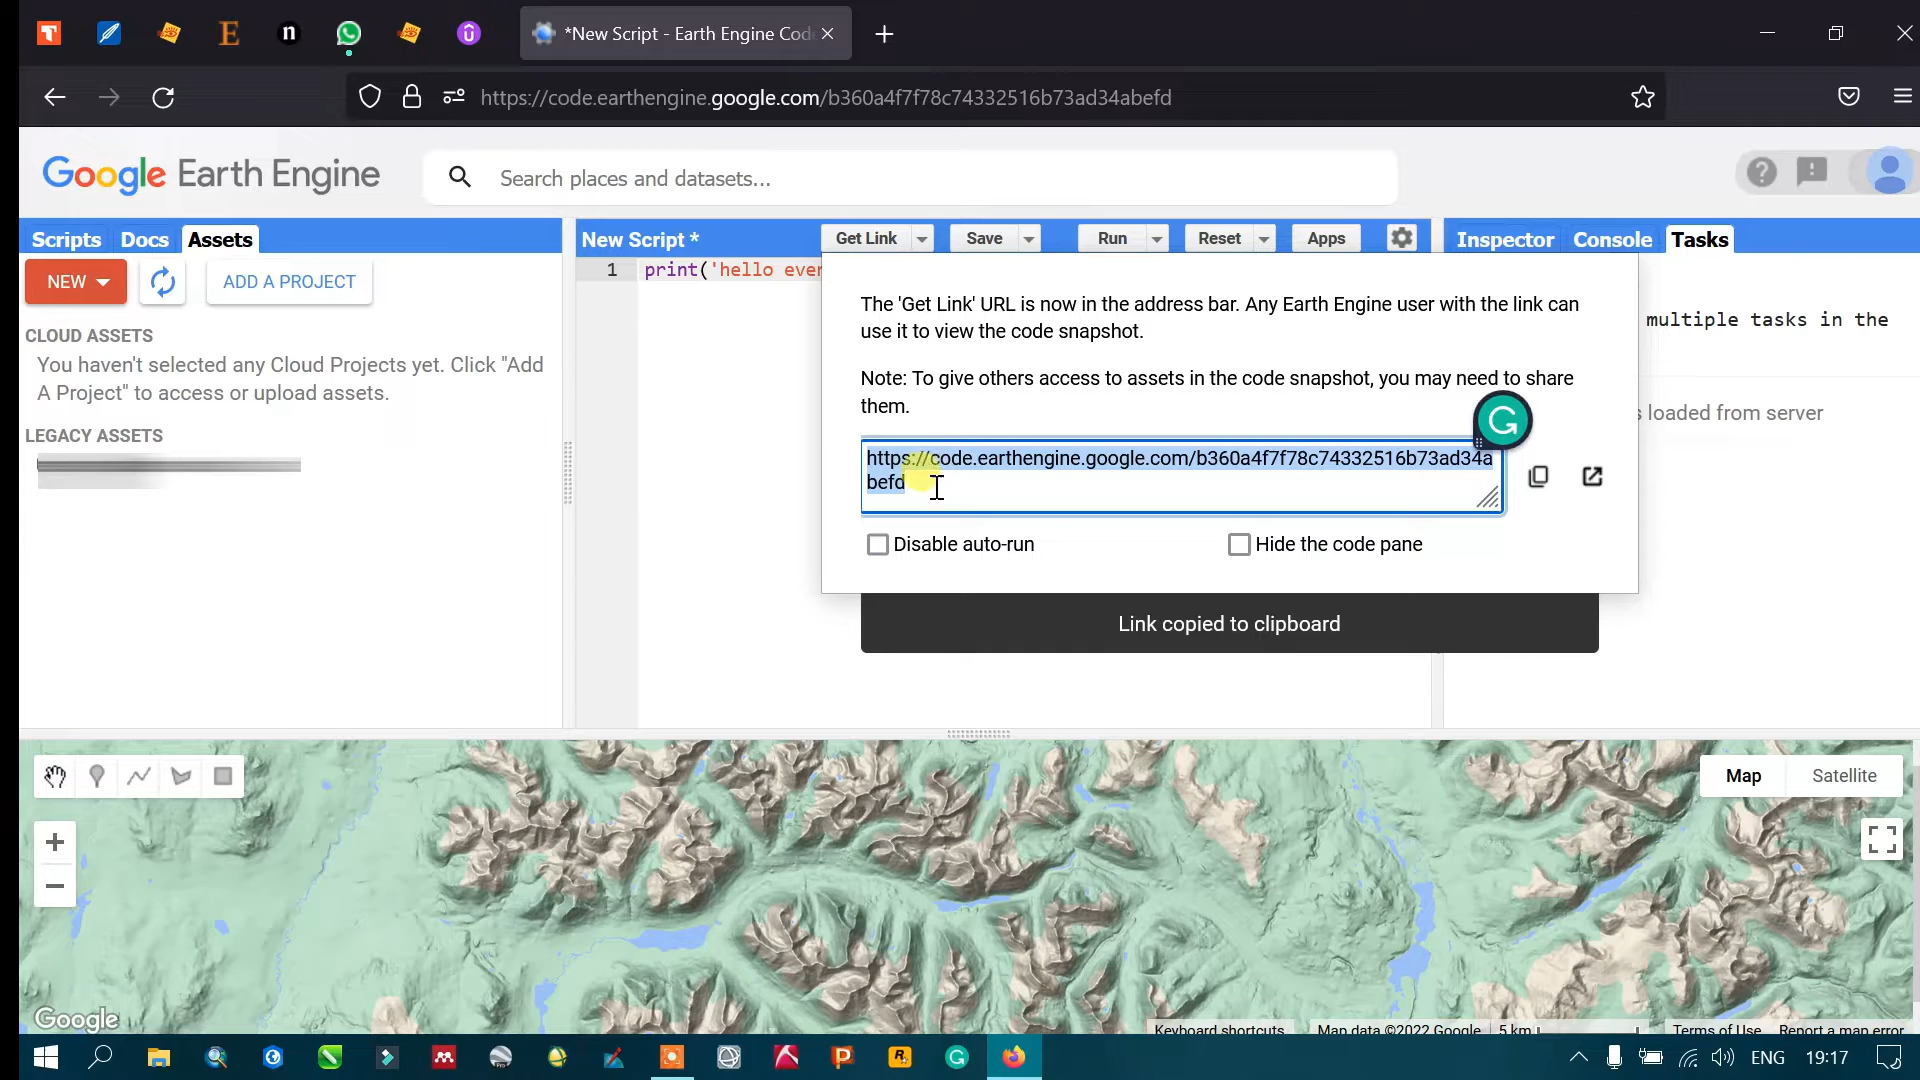 *New Script - Earth Engine Cod
https://code.earthengine.google.com/b360a4f7f78c74332516b73ad34abefd
Google Earth Engine
Search places and datasets...
Scripts Docs Assets
New Script *
Get Link Save Run Reset Apps
Inspector Console Tasks
NEW ADD A PROJECT
1 print('hello ever
CLOUD ASSETS
You haven't selected any Cloud Projects yet. Click "Add
A Project" to access or upload assets.
LEGACY ASSETS
The 'Get Link' URL is now in the address bar. Any Earth Engine user with the link can
use it to view the code snapshot.
Note: To give others access to assets in the code snapshot, you may need to share
them.
https://code.earthengine.google.com/b360a4f7f78c74332516b73ad34a
befd
Disable auto-run Hide the code pane
Link copied to clipboard
multiple tasks in the
loaded from server
Map Satellite
Google
Keyboard shortcuts Map data ©2022 Google 5 km Terms of Use Report a map error
ENG 19:17